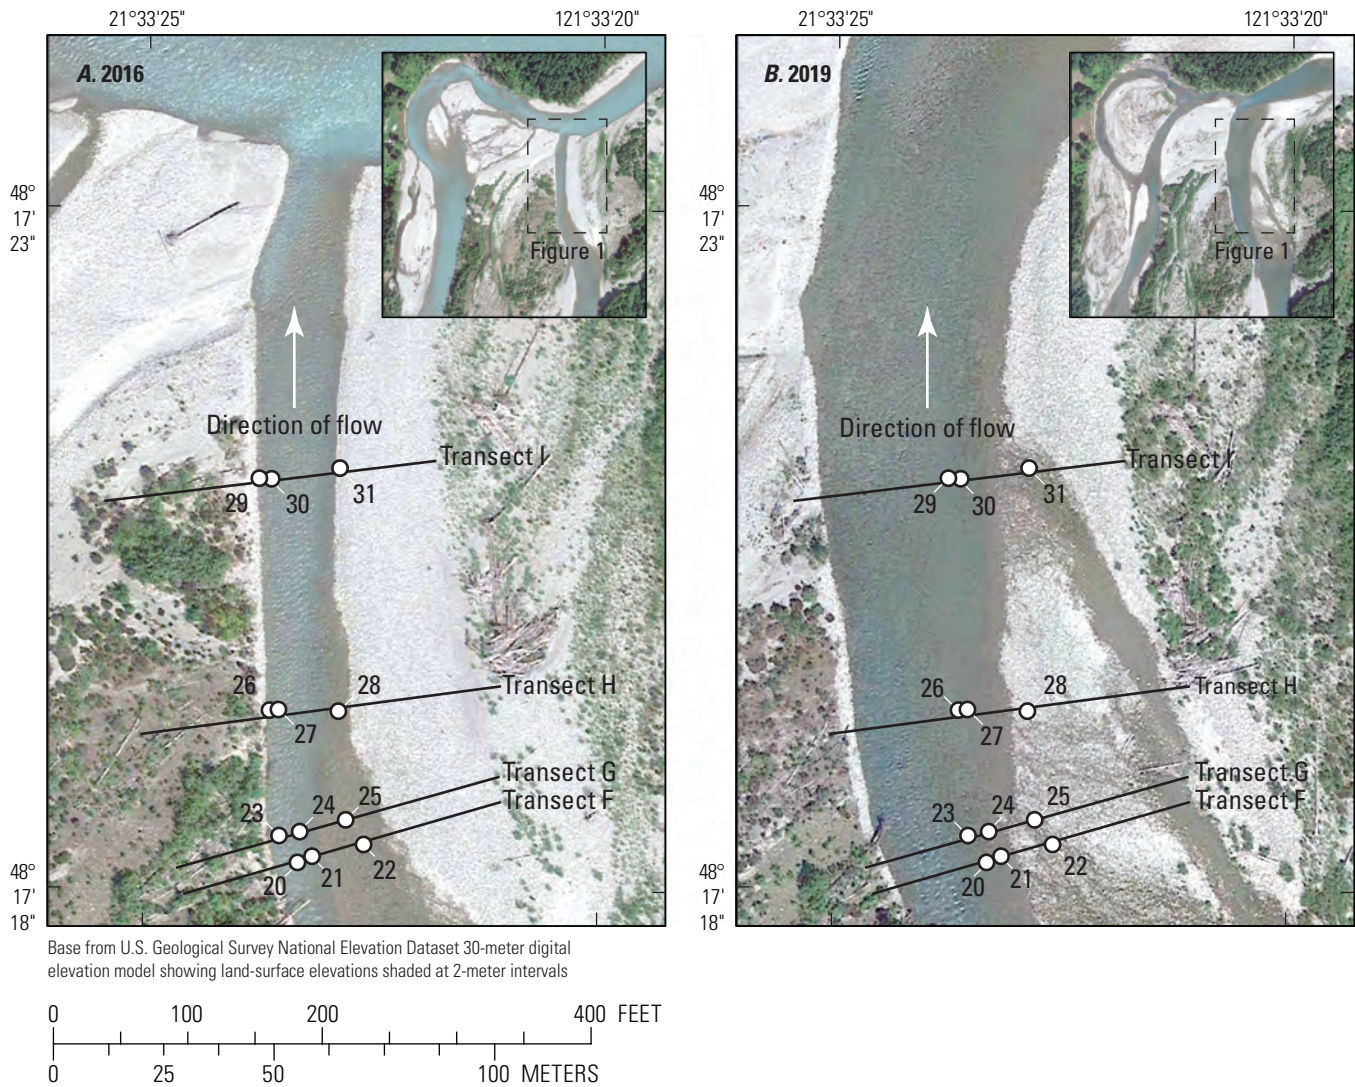 21°33'25"
121°33'20"
A. 2016
Figure 1
48°
17'
23"
Direction of flow
Transect I
29
30
31
Transect H
26
27
28
Transect G
Transect F
23
24
25
20
21
22
48°
17'
18"
21°33'25"
121°33'20"
B. 2019
Figure 1
48°
17'
23"
Direction of flow
Transect I
29
30
31
Transect H
26
27
28
Transect G
Transect F
23
24
25
20
21
22
48°
17'
18"
Base from U.S. Geological Survey National Elevation Dataset 30-meter digital
elevation model showing land-surface elevations shaded at 2-meter intervals
0 100 200 400 FEET
0 25 50 100 METERS